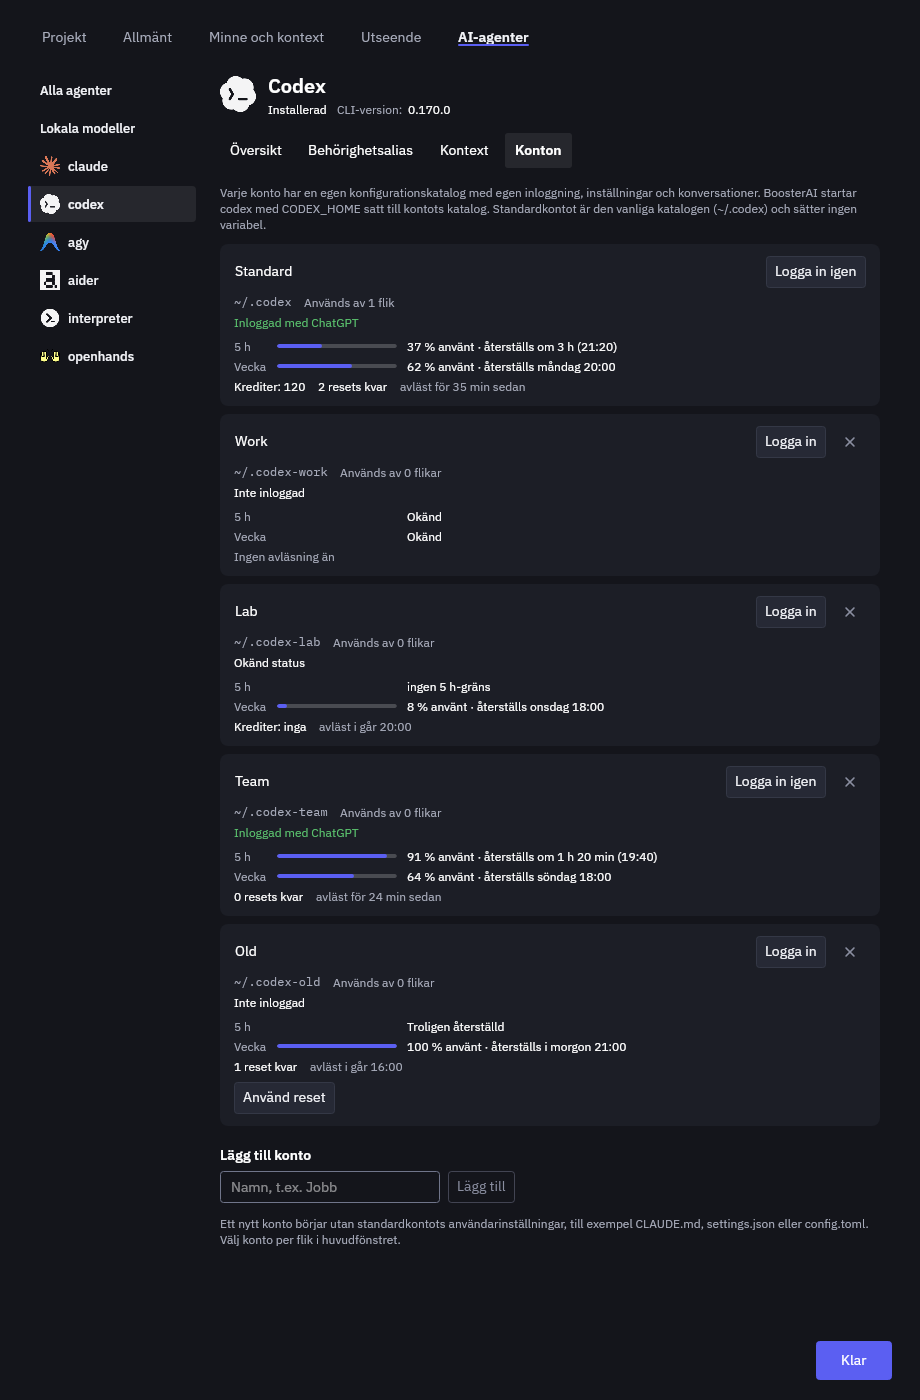 Projekt Allmänt Minne och kontext Utseende AI-agenter
Alla agenter
Lokala modeller
claude
codex
agy
aider
interpreter
openhands
Codex
Installerad CLI-version: 0.170.0
Översikt Behörighetsalias Kontext Konton
Varje konto har en egen konfigurationskatalog med egen inloggning, inställningar och konversationer. BoosterAI startar
codex med CODEX_HOME satt till kontots katalog. Standardkontot är den vanliga katalogen (~/.codex) och sätter ingen
variabel.
Standard Logga in igen
~/.codex Används av 1 flik
Inloggad med ChatGPT
5 h 37 % använt · återställs om 3 h (21:20)
Vecka 62 % använt · återställs måndag 20:00
Krediter: 120 2 resets kvar avläst för 35 min sedan
Work Logga in ×
~/.codex-work Används av 0 flikar
Inte inloggad
5 h Okänd
Vecka Okänd
Ingen avläsning än
Lab Logga in ×
~/.codex-lab Används av 0 flikar
Okänd status
5 h ingen 5 h-gräns
Vecka 8 % använt · återställs onsdag 18:00
Krediter: inga avläst i går 20:00
Team Logga in igen ×
~/.codex-team Används av 0 flikar
Inloggad med ChatGPT
5 h 91 % använt · återställs om 1 h 20 min (19:40)
Vecka 64 % använt · återställs söndag 18:00
0 resets kvar avläst för 24 min sedan
Old Logga in ×
~/.codex-old Används av 0 flikar
Inte inloggad
5 h Troligen återställd
Vecka 100 % använt · återställs i morgon 21:00
1 reset kvar avläst i går 16:00
Använd reset
Lägg till konto
Namn, t.ex. Jobb Lägg till
Ett nytt konto börjar utan standardkontots användarinställningar, till exempel CLAUDE.md, settings.json eller config.toml.
Välj konto per flik i huvudfönstret.
Klar